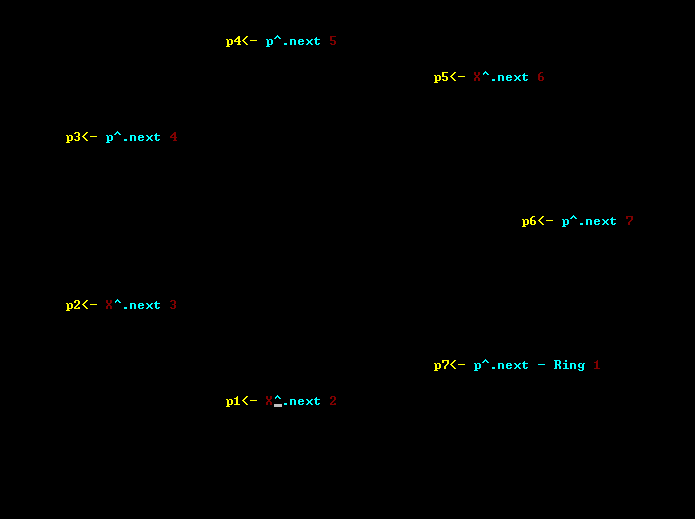 p4<- p^.next 5
p5<- X^.next 6
p3<- p^.next 4
p6<- p^.next 7
p2<- X^.next 3
p7<- p^.next - Ring 1
p1<- X^.next 2